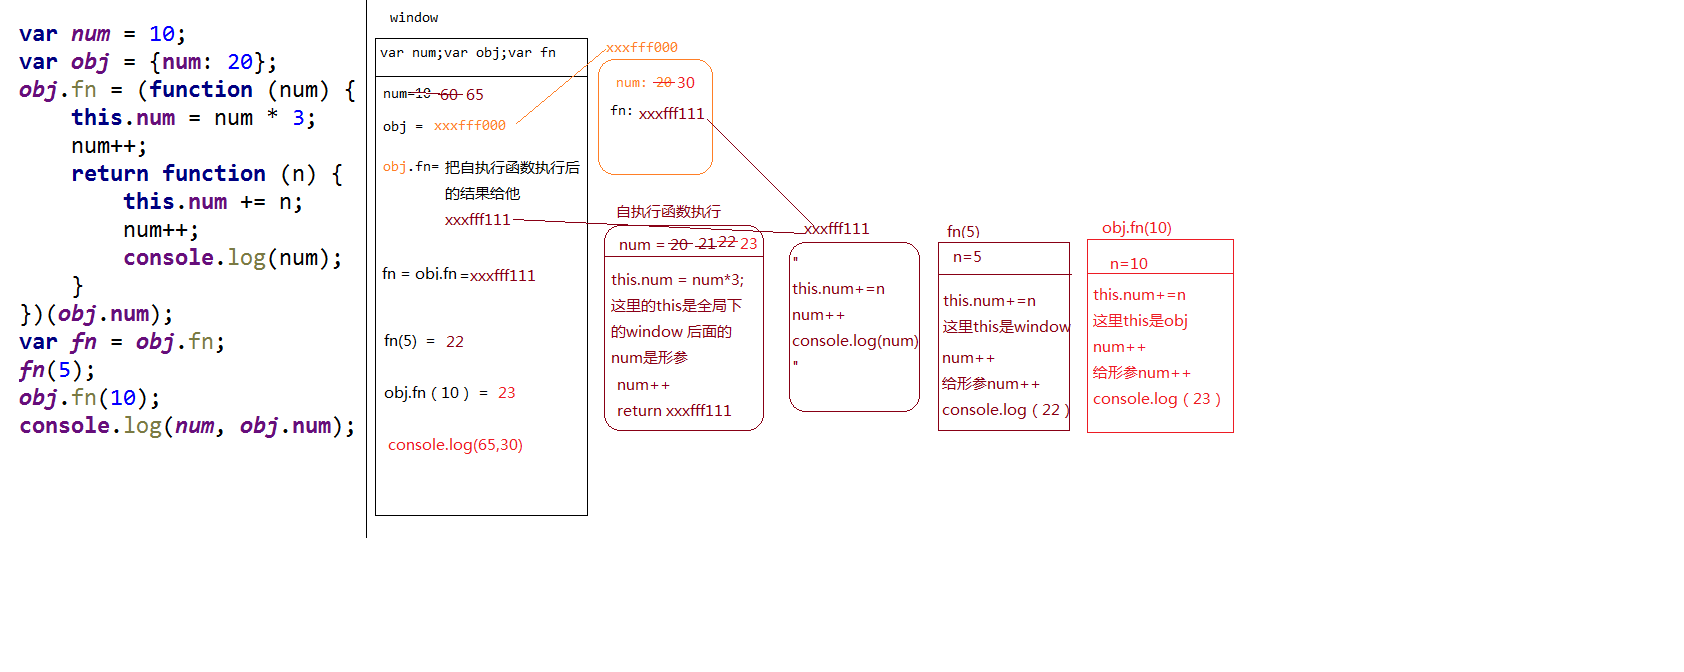 var num = 10;
var obj = {num: 20};
obj.fn = (function (num) {
this.num = num * 3;
num++;
return function (n) {
this.num += n;
num++;
console.log(num);
}
})(obj.num);
var fn = obj.fn;
fn(5);
obj.fn(10);
console.log(num, obj.num);
window
var num;var obj;var fn
num=10 60 65
obj = xxxfff000
obj.fn= 把自执行函数执行后
的结果给他
xxxfff111
fn = obj.fn =xxxfff111
fn(5) = 22
obj.fn ( 10 ) = 23
console.log(65,30)
xxxfff000
num: 20 30
fn: xxxfff111
自执行函数执行
num = 20 21 22 23
this.num = num*3;
这里的this是全局下
的window 后面的
num是形参
num++
return xxxfff111
xxxfff111
"
this.num+=n
num++
console.log(num)
"
fn(5)
n=5
this.num+=n
这里this是window
num++
给形参num++
console.log ( 22 )
obj.fn(10)
n=10
this.num+=n
这里this是obj
num++
给形参num++
console.log ( 23 )